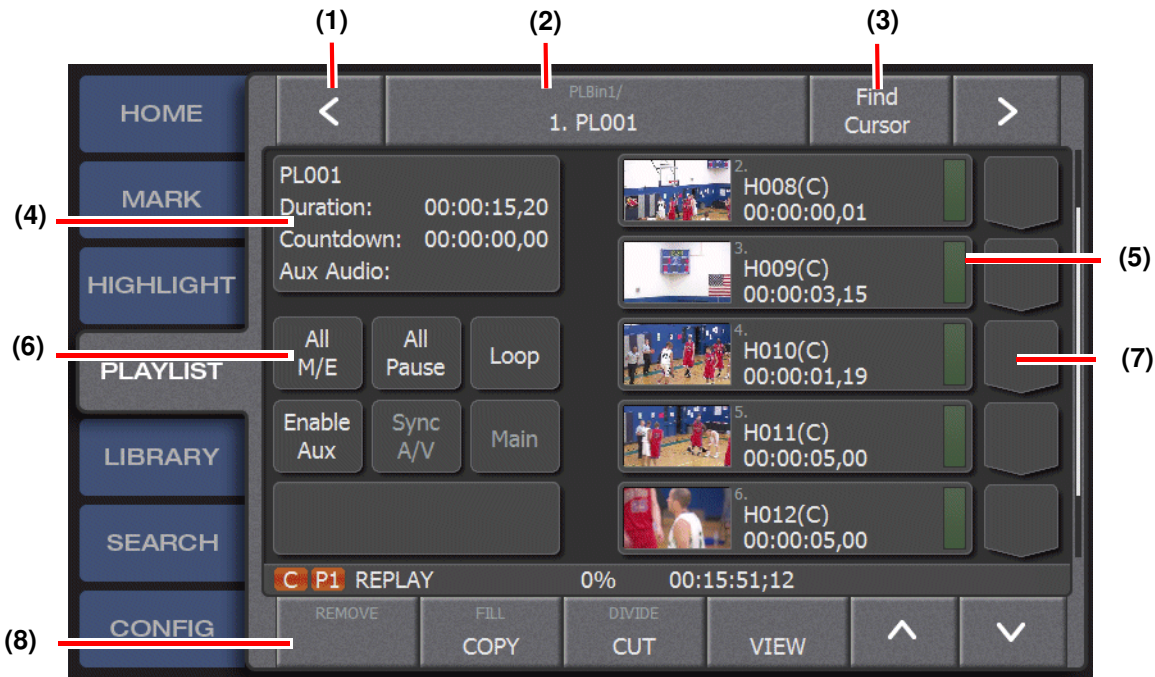 (1)
(2)
(3)
HOME
MARK
HIGHLIGHT
PLAYLIST
LIBRARY
SEARCH
CONFIG
<
PLBin1/
1. PL001
Find
Cursor
>
(4)
PL001
Duration: 00:00:15,20
Countdown: 00:00:00,00
Aux Audio:
2.
H008(C)
00:00:00,01
3.
H009(C)
00:00:03,15
(5)
(6)
All
M/E
All
Pause
Loop
4.
H010(C)
00:00:01,19
(7)
Enable
Aux
Sync
A/V
Main
5.
H011(C)
00:00:05,00
6.
H012(C)
00:00:05,00
C P1 REPLAY 0% 00:15:51;12
(8)
REMOVE
FILL
COPY
DIVIDE
CUT
VIEW